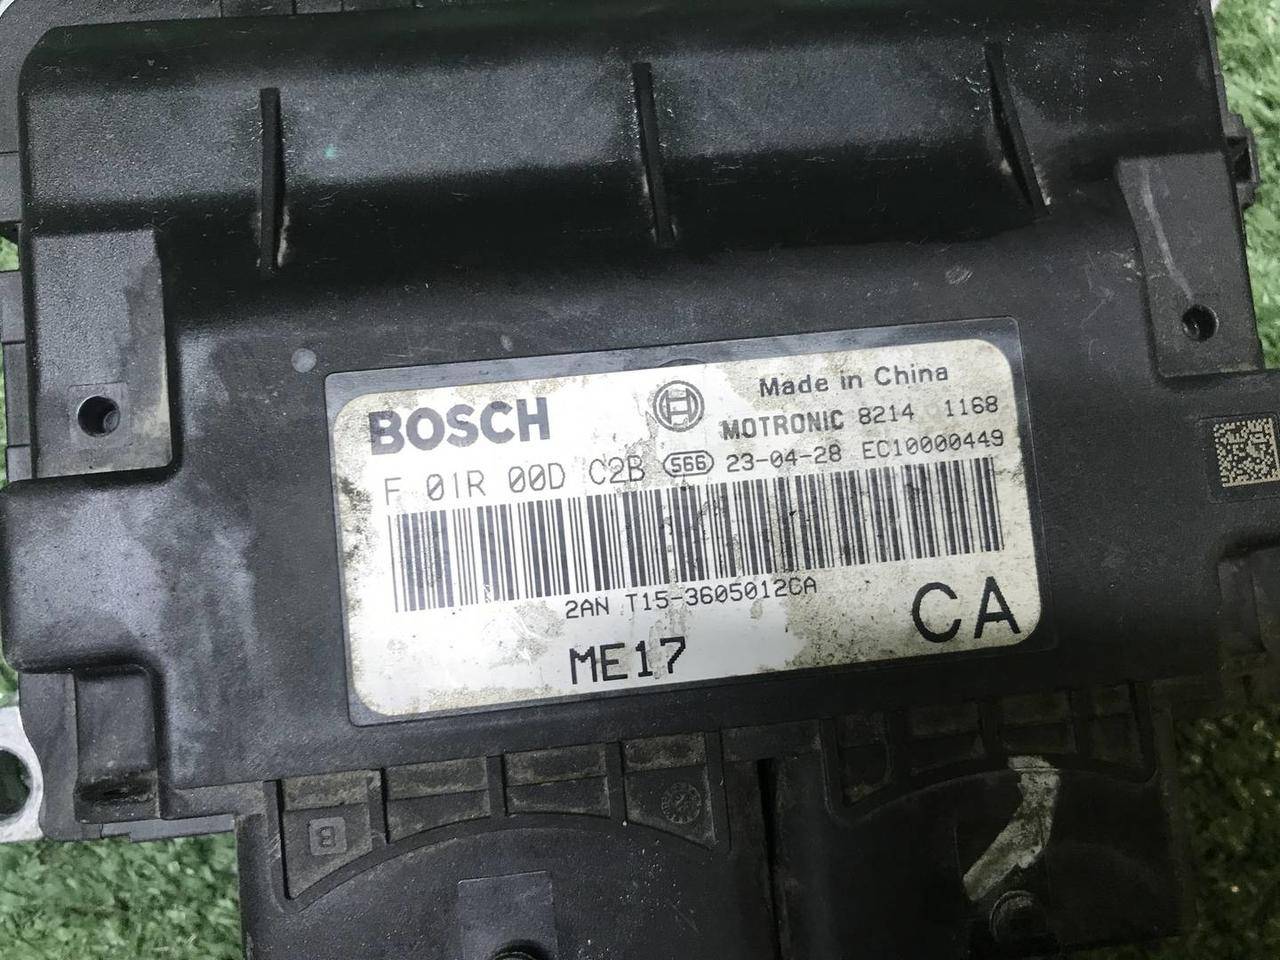 BOSCH
Made in China
MOTRONIC 8214 1168
F 01R 00D C2B 566 23-04-28 EC10000449
2AN T15-3605012CA
ME17
CA
B